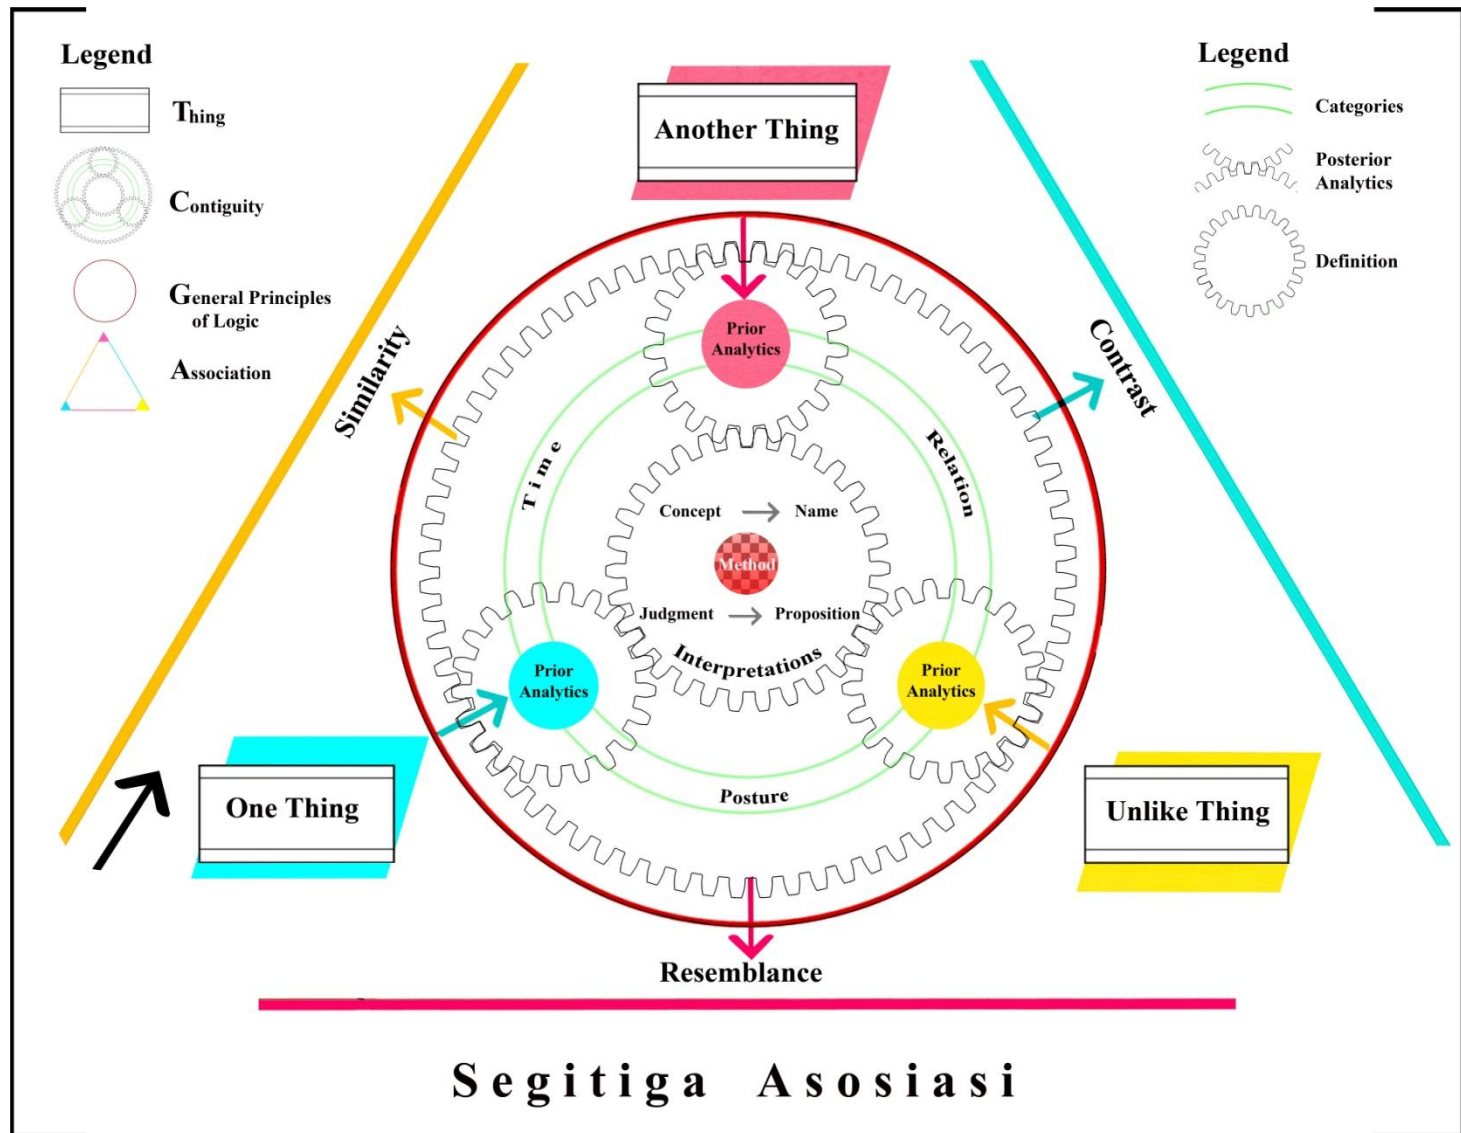 Legend
Thing
Contiguity
General Principles
of Logic
Association
Legend
Categories
Posterior
Analytics
Definition
Another Thing
Similarity
Contrast
Prior
Analytics
Time
Relation
Concept
Name
Method
Judgment
Proposition
Interpretations
Prior
Analytics
Prior
Analytics
Posture
One Thing
Unlike Thing
Resemblance
Segitiga Asosiasi